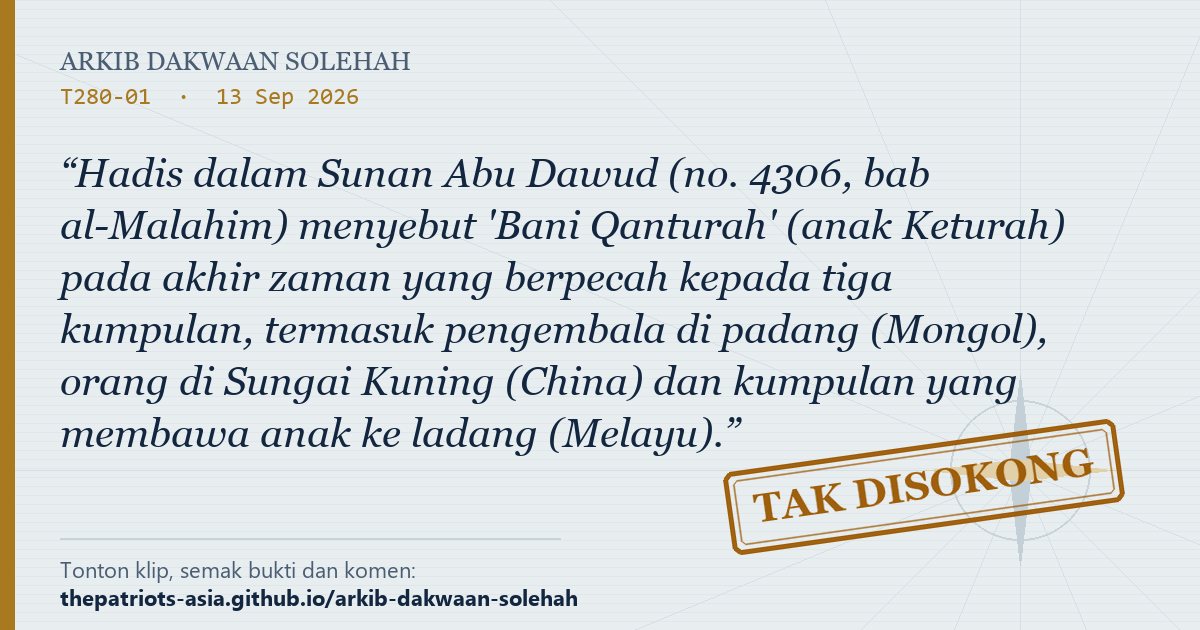 ARKIB DAKWAAN SOLEHAH
T280-01 · 13 Sep 2026
“Hadis dalam Sunan Abu Dawud (no. 4306, bab
al-Malahim) menyebut 'Bani Qanturah' (anak Keturah)
pada akhir zaman yang berpecah kepada tiga
kumpulan, termasuk pengembala di padang (Mongol),
orang di Sungai Kuning (China) dan kumpulan yang
membawa anak ke ladang (Melayu).”
TAK DISOKONG
Tonton klip, semak bukti dan komen:
thepatriots-asia.github.io/arkib-dakwaan-solehah